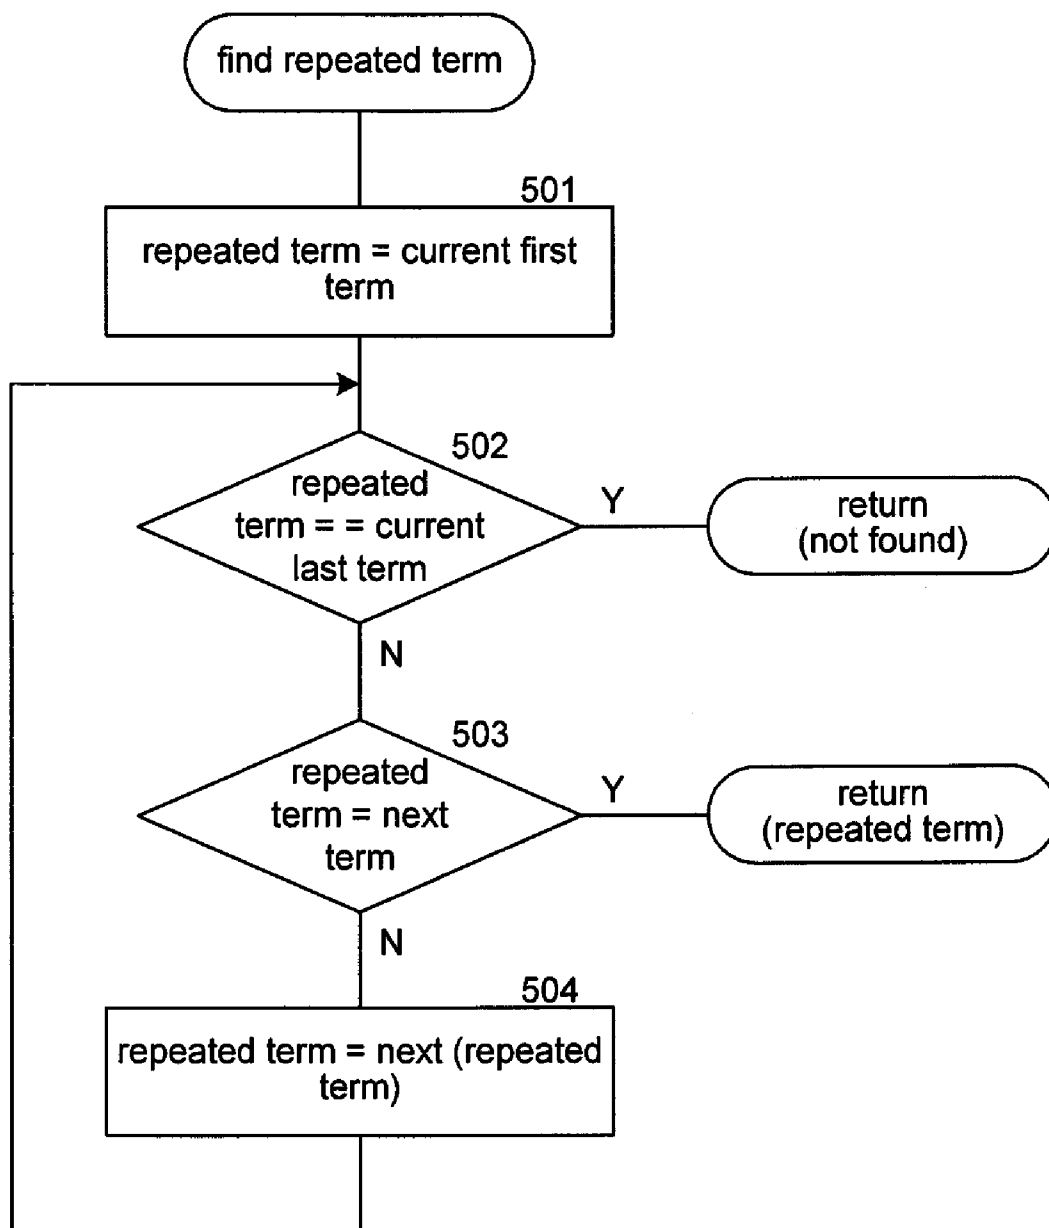 find repeated term
501
repeated term = current first
term
502
repeated
term = = current
last term
Y
return
(not found)
N
503
repeated
term = next
term
Y
return
(repeated term)
N
504
repeated term = next (repeated
term)